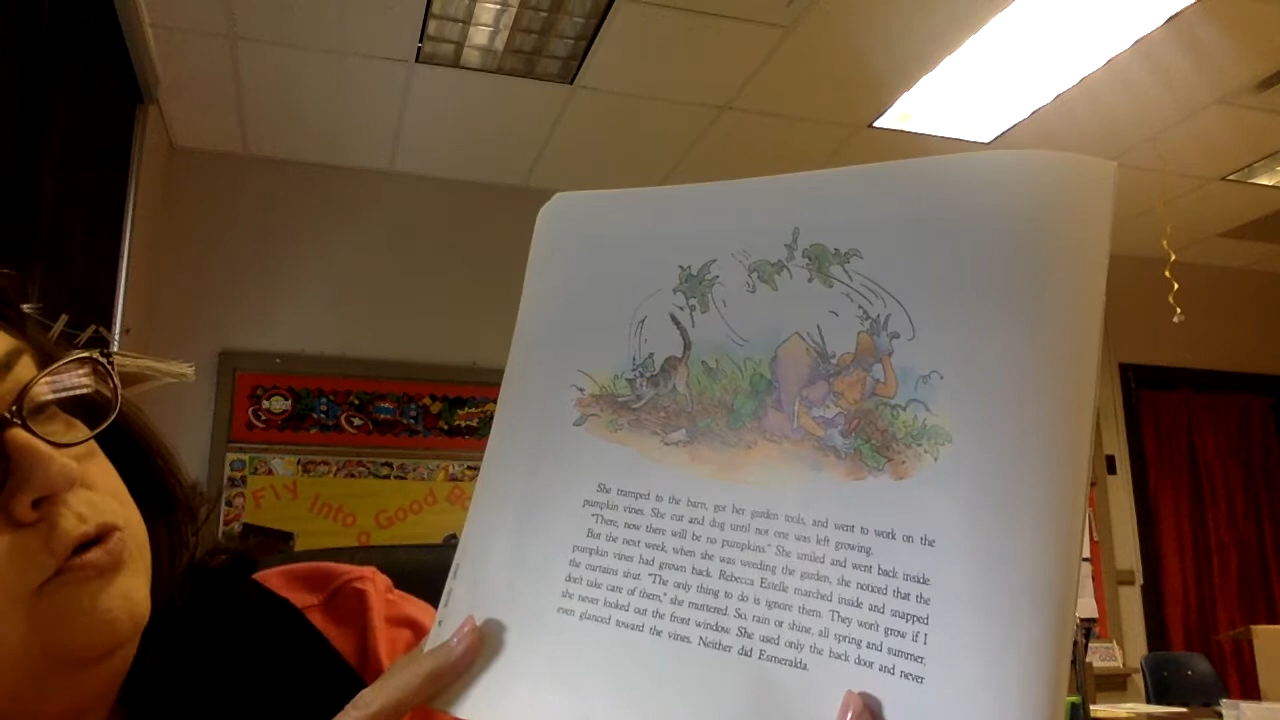 Fly Into a Good
She tramped to the barn, got her garden tools, and went to work on the
pumpkin vines. She cut and dug until not one was left growing.
"There, now there will be no pumpkins." She smiled and went back inside.
But the next week, when she was weeding the garden, she noticed that the
pumpkin vines had grown back. Rebecca Estelle marched inside and snapped
the curtains shut. "The only thing to do is ignore them. They won't grow if I
don't take care of them," she muttered. So, rain or shine, all spring and summer,
she never looked out the front window. She used only the back door and never
even glanced toward the vines. Neither did Esmeralda.